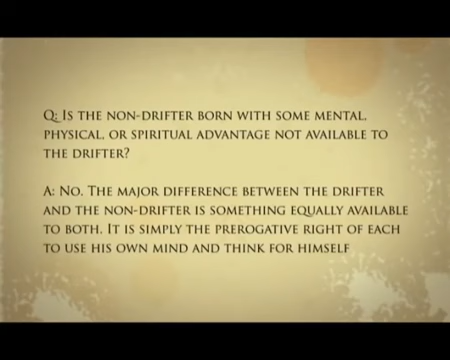 Q: Is the non-drifter born with some mental,
physical, or spiritual advantage not available to
the drifter?
A: No. The major difference between the drifter
and the non-drifter is something equally available
to both. It is simply the prerogative right of each
to use his own mind and think for himself